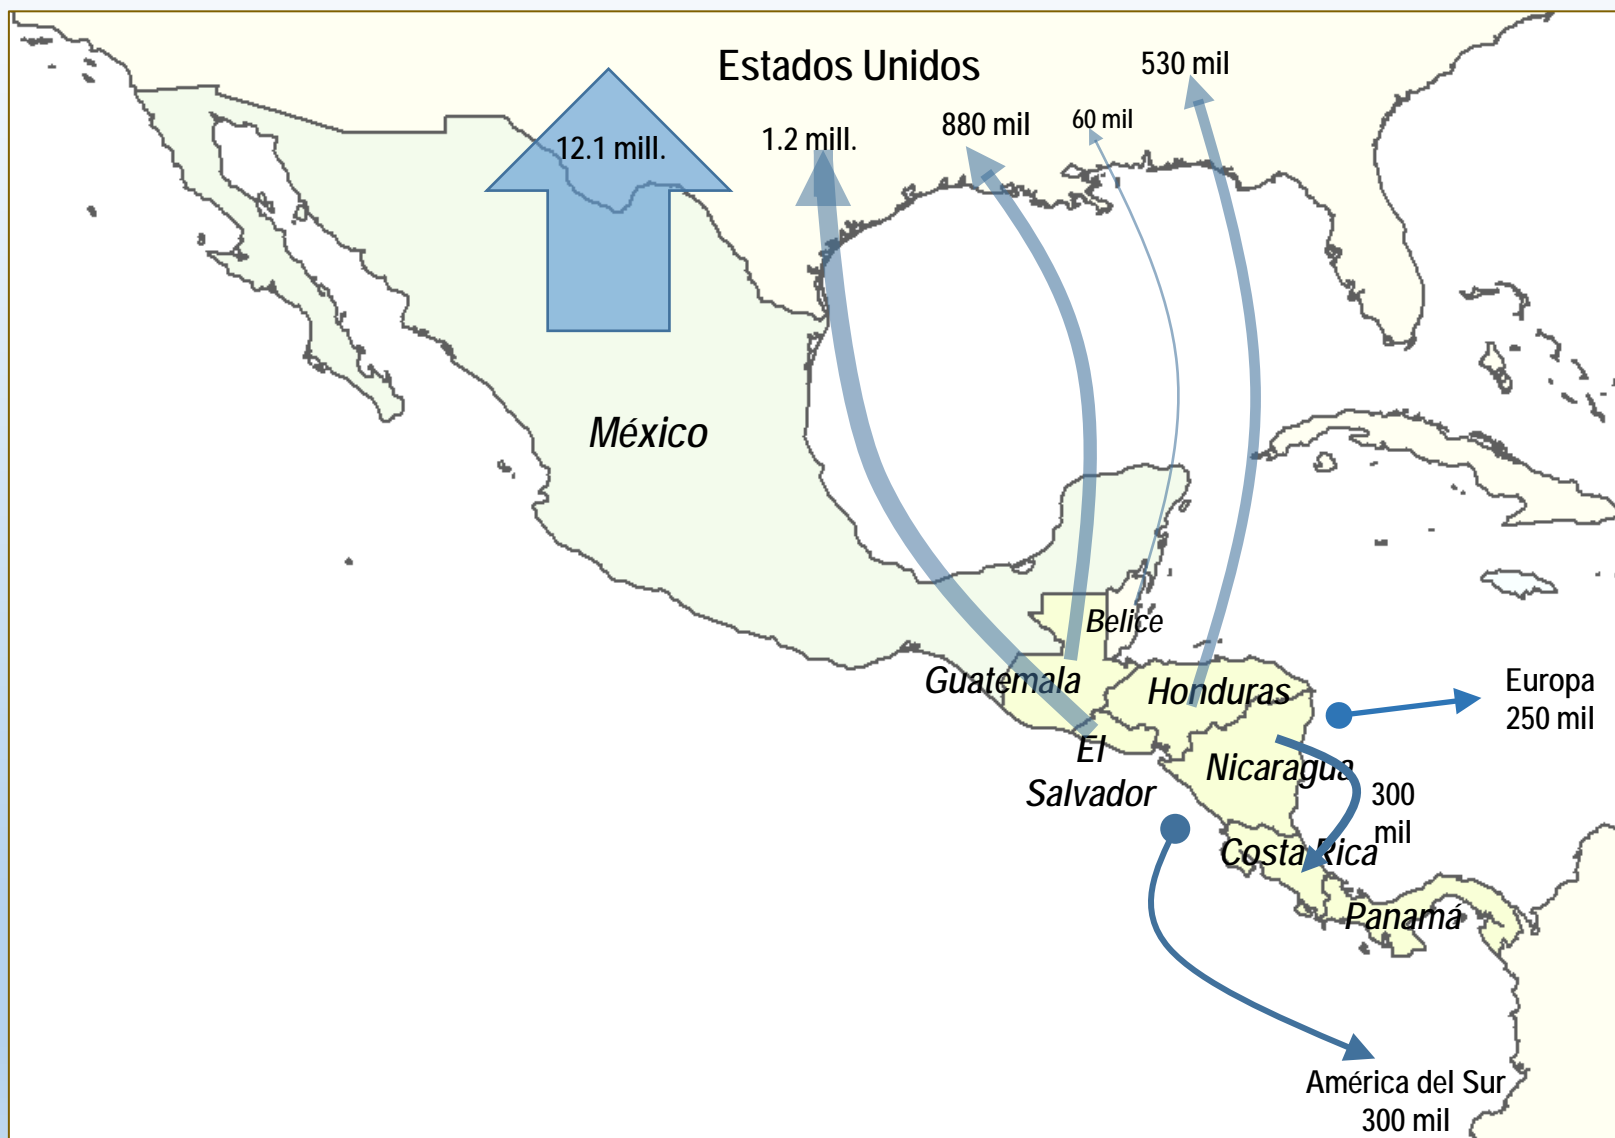 Estados Unidos
530 mil
12.1 mill.
1.2 mill.
880 mil
60 mil
México
Belice
Guatemala
Honduras
Europa
250 mil
El
Salvador
Nicaragua
300
mil
Costa Rica
Panamá
América del Sur
300 mil